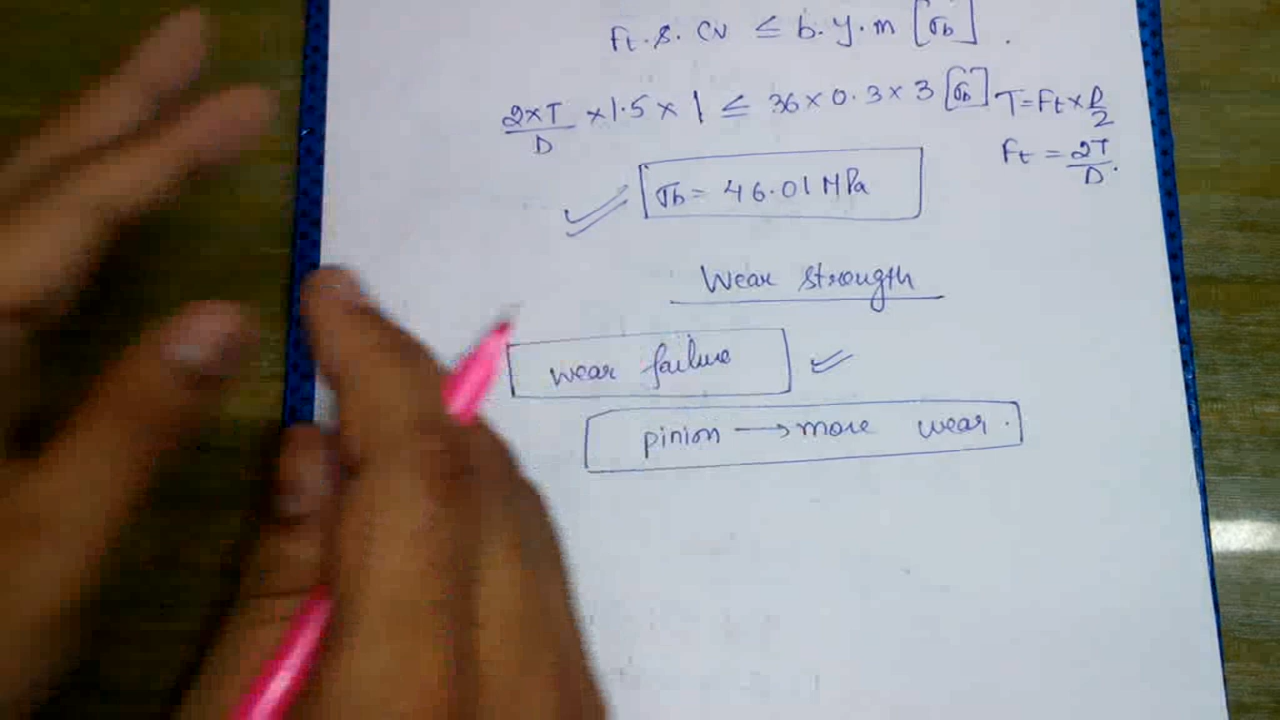 Ft.S. Cv ≤ b.y.m [σb].
2×T/D ×1.5 × 1 ≤ 36×0.3×3 [σb]
T=Ft×D/2
Ft = 2T/D.
σb= 46.01 MPa
Wear strength
wear failure
pinion → more wear.